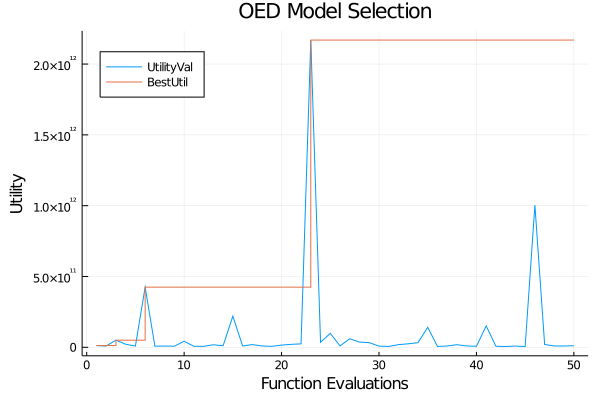 OED Model Selection
UtilityVal
BestUtil
2.0×10¹²
1.5×10¹²
1.0×10¹²
5.0×10¹¹
0
Utility
0 10 20 30 40 50
Function Evaluations